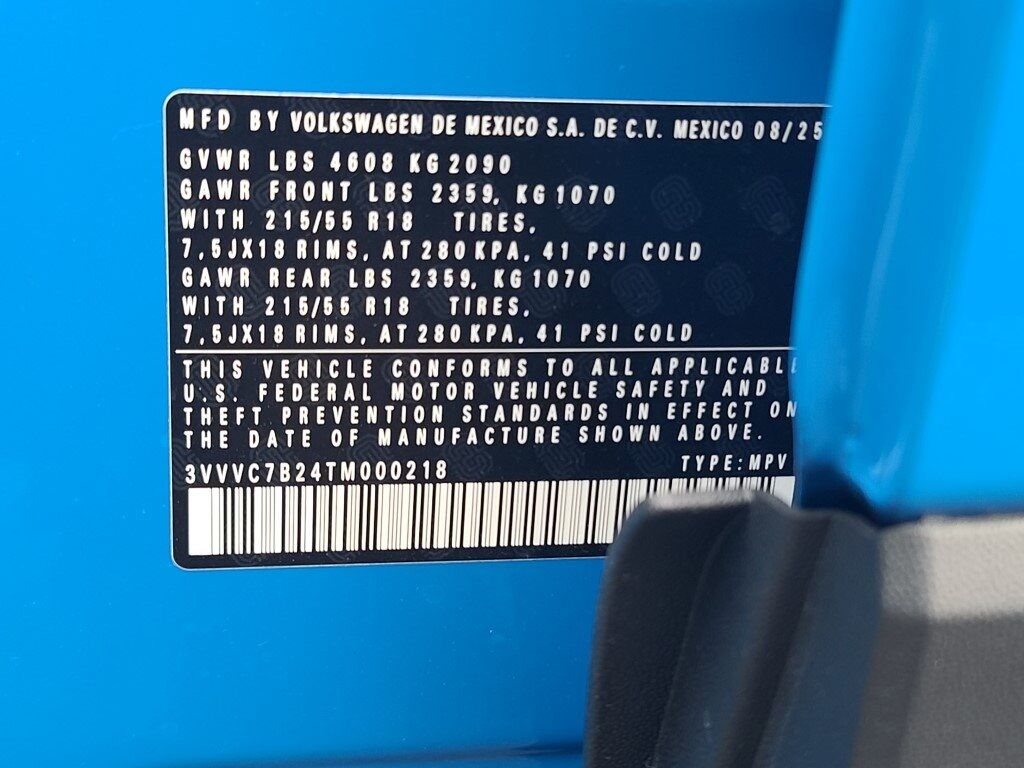 MFD BY VOLKSWAGEN DE MEXICO S.A. DE C.V. MEXICO 08/25
GVWR LBS 4608 KG 2090
GAWR FRONT LBS 2359, KG 1070
WITH 215/55 R18 TIRES,
7,5JX18 RIMS, AT 280 KPA, 41 PSI COLD
GAWR REAR LBS 2359, KG 1070
WITH 215/55 R18 TIRES,
7,5JX18 RIMS, AT 280 KPA, 41 PSI COLD
THIS VEHICLE CONFORMS TO ALL APPLICABLE
U.S. FEDERAL MOTOR VEHICLE SAFETY AND
THEFT PREVENTION STANDARDS IN EFFECT ON
THE DATE OF MANUFACTURE SHOWN ABOVE.
3VVVC7B24TM000218 TYPE: MPV